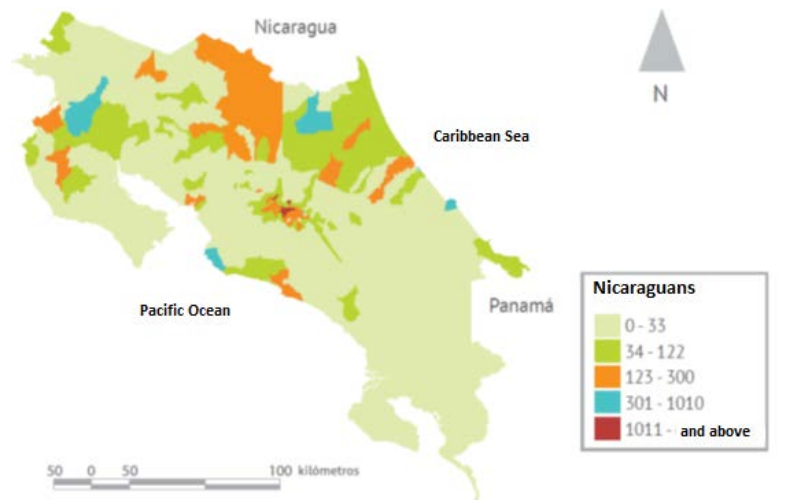 Nicaragua
N
Caribbean Sea
Pacific Ocean
Panamá
Nicaraguans
0 - 33
34 - 122
123 - 300
301 - 1010
1011 - and above
50 0 50 100 kilómetros